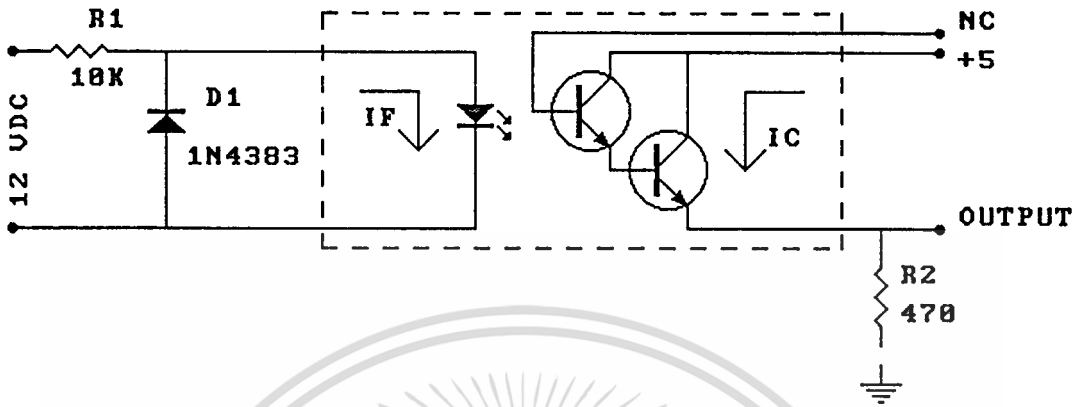 R1
10K
12 VDC
D1
1N4383
IF
IC
NC
+5
OUTPUT
R2
470